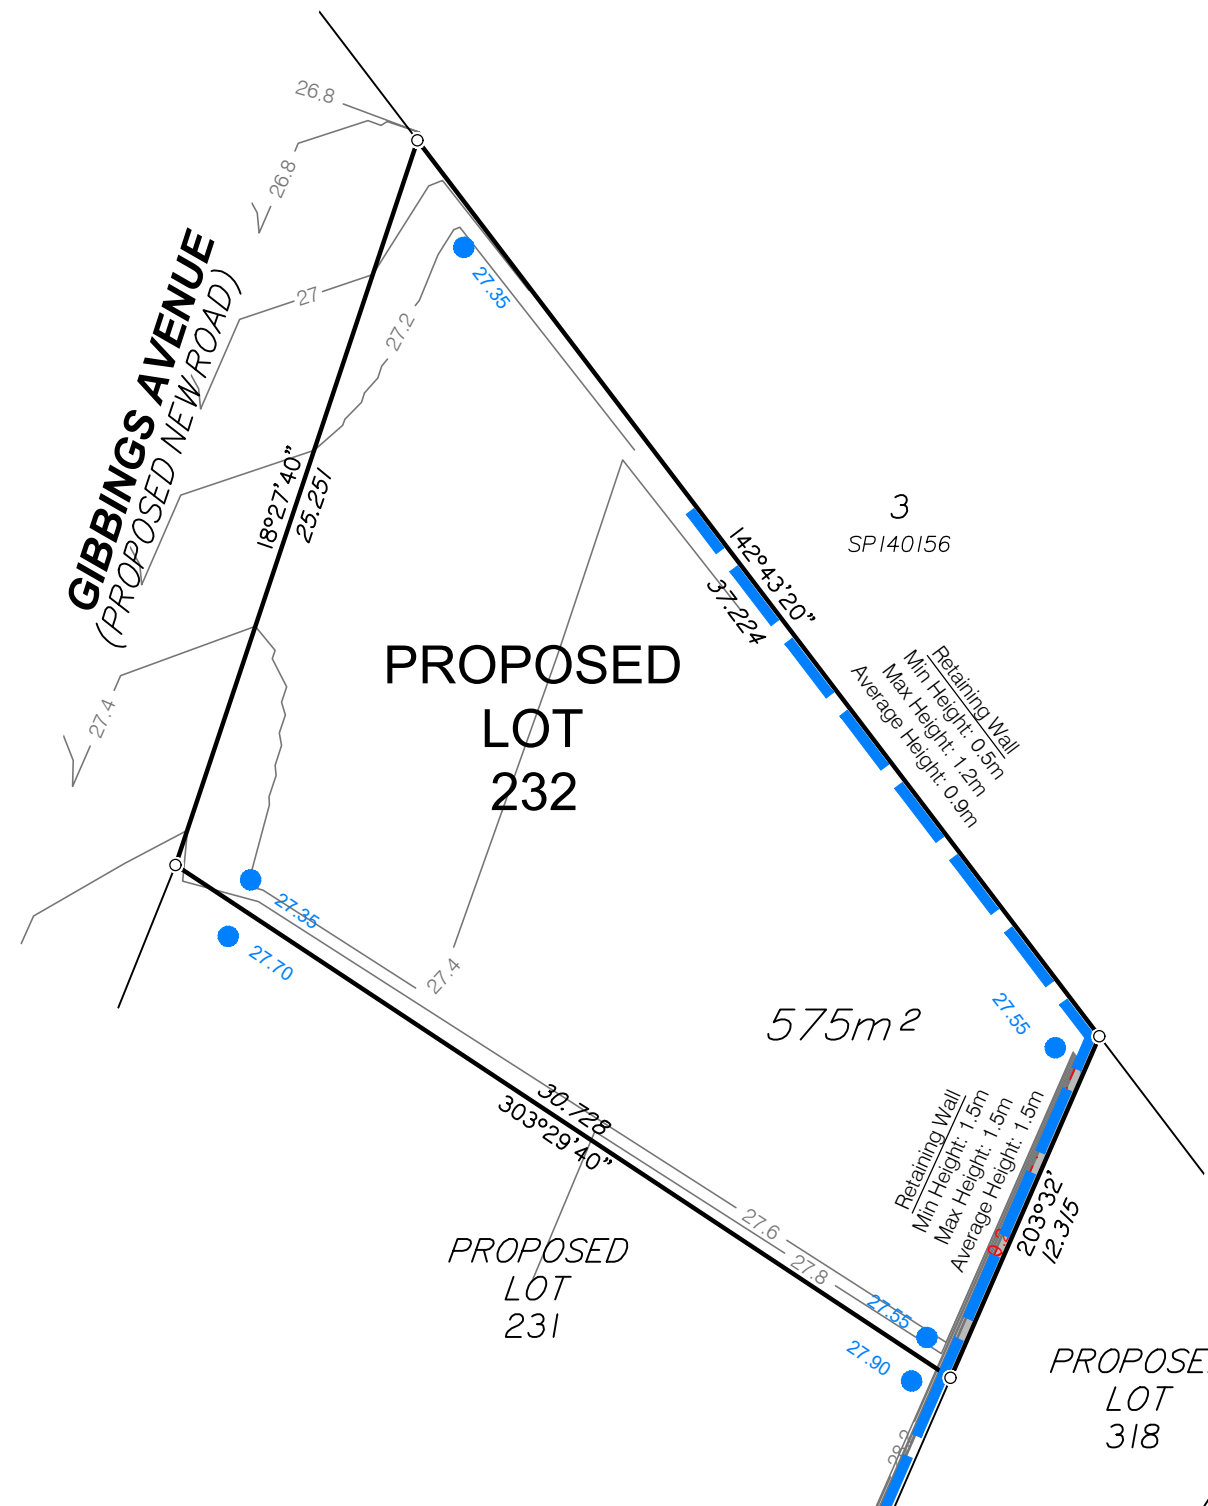 26.8
26.8
27
27.2
27.35
GIBBINGS AVENUE
(PROPOSED NEW ROAD)
18°27'40"
25.251
3
SP140156
142°43'20"
37.224
Retaining Wall
Min Height: 0.5m
Max Height: 1.2m
Average Height: 0.9m
PROPOSED
LOT
232
27.4
27.35
27.70
27.4
575m²
27.55
Retaining Wall
Min Height: 1.5m
Max Height: 1.5m
Average Height: 1.5m
203°32'
12.315
30.728
303°29'40"
27.6
27.8
27.55
27.90
PROPOSED
LOT
231
PROPOSE
LOT
318
28.2